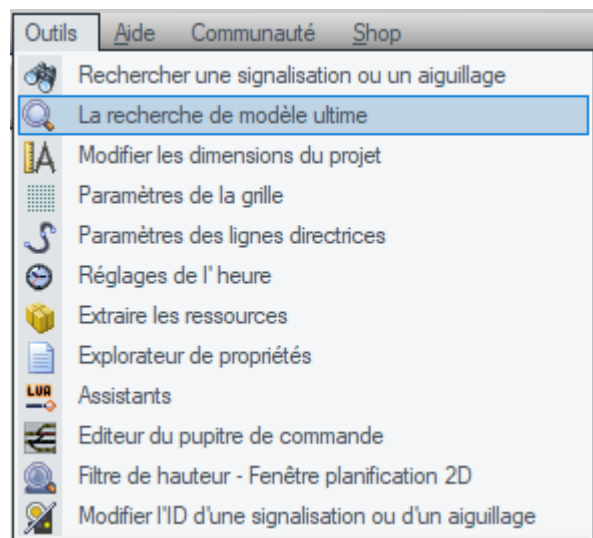 Outils Aide Communauté Shop
Rechercher une signalisation ou un aiguillage
La recherche de modèle ultime
Modifier les dimensions du projet
Paramètres de la grille
Paramètres des lignes directrices
Réglages de l' heure
Extraire les ressources
Explorateur de propriétés
LUA Assistants
Editeur du pupitre de commande
Filtre de hauteur - Fenêtre planification 2D
Modifier l'ID d'une signalisation ou d'un aiguillage